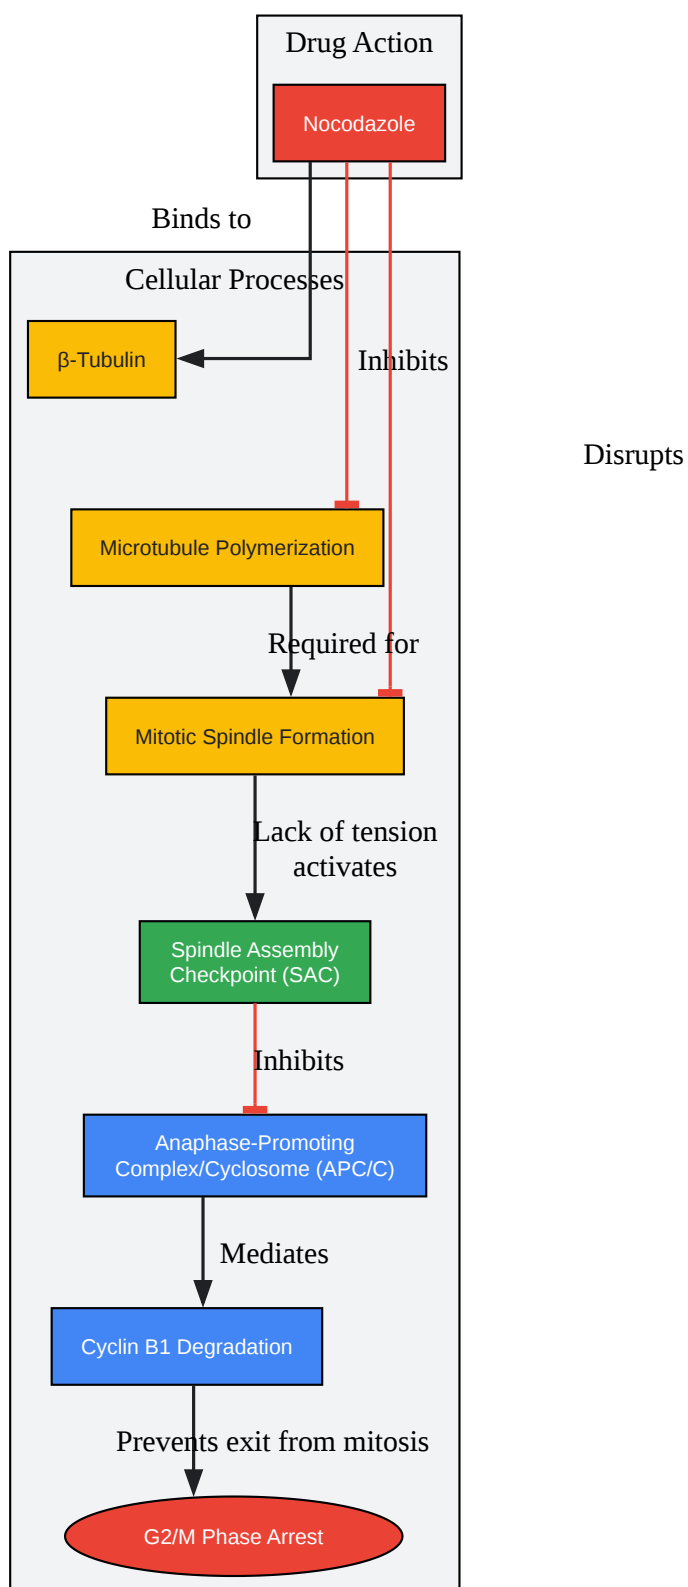 Drug Action
Nocodazole
Binds to
Cellular Processes
β-Tubulin
Inhibits
Disrupts
Microtubule Polymerization
Required for
Mitotic Spindle Formation
Lack of tension
activates
Spindle Assembly
Checkpoint (SAC)
Inhibits
Anaphase-Promoting
Complex/Cyclosome (APC/C)
Mediates
Cyclin B1 Degradation
Prevents exit from mitosis
G2/M Phase Arrest